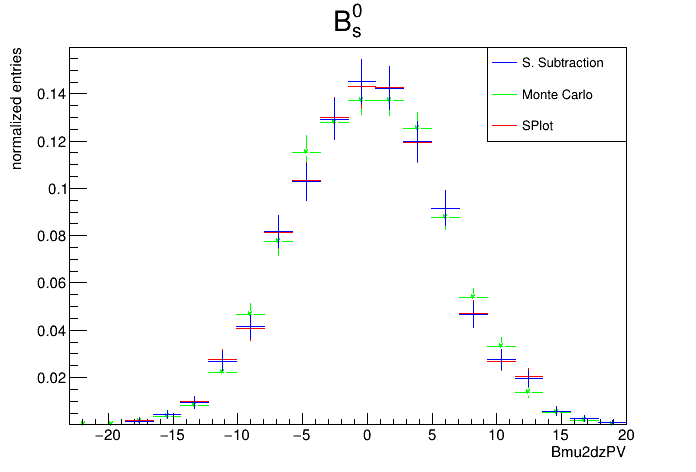 B⁰ₛ
normalized entries
S. Subtraction
Monte Carlo
SPlot
0.14
0.12
0.1
0.08
0.06
0.04
0.02
−20 −15 −10 −5 0 5 10 15 20
Bmu2dzPV